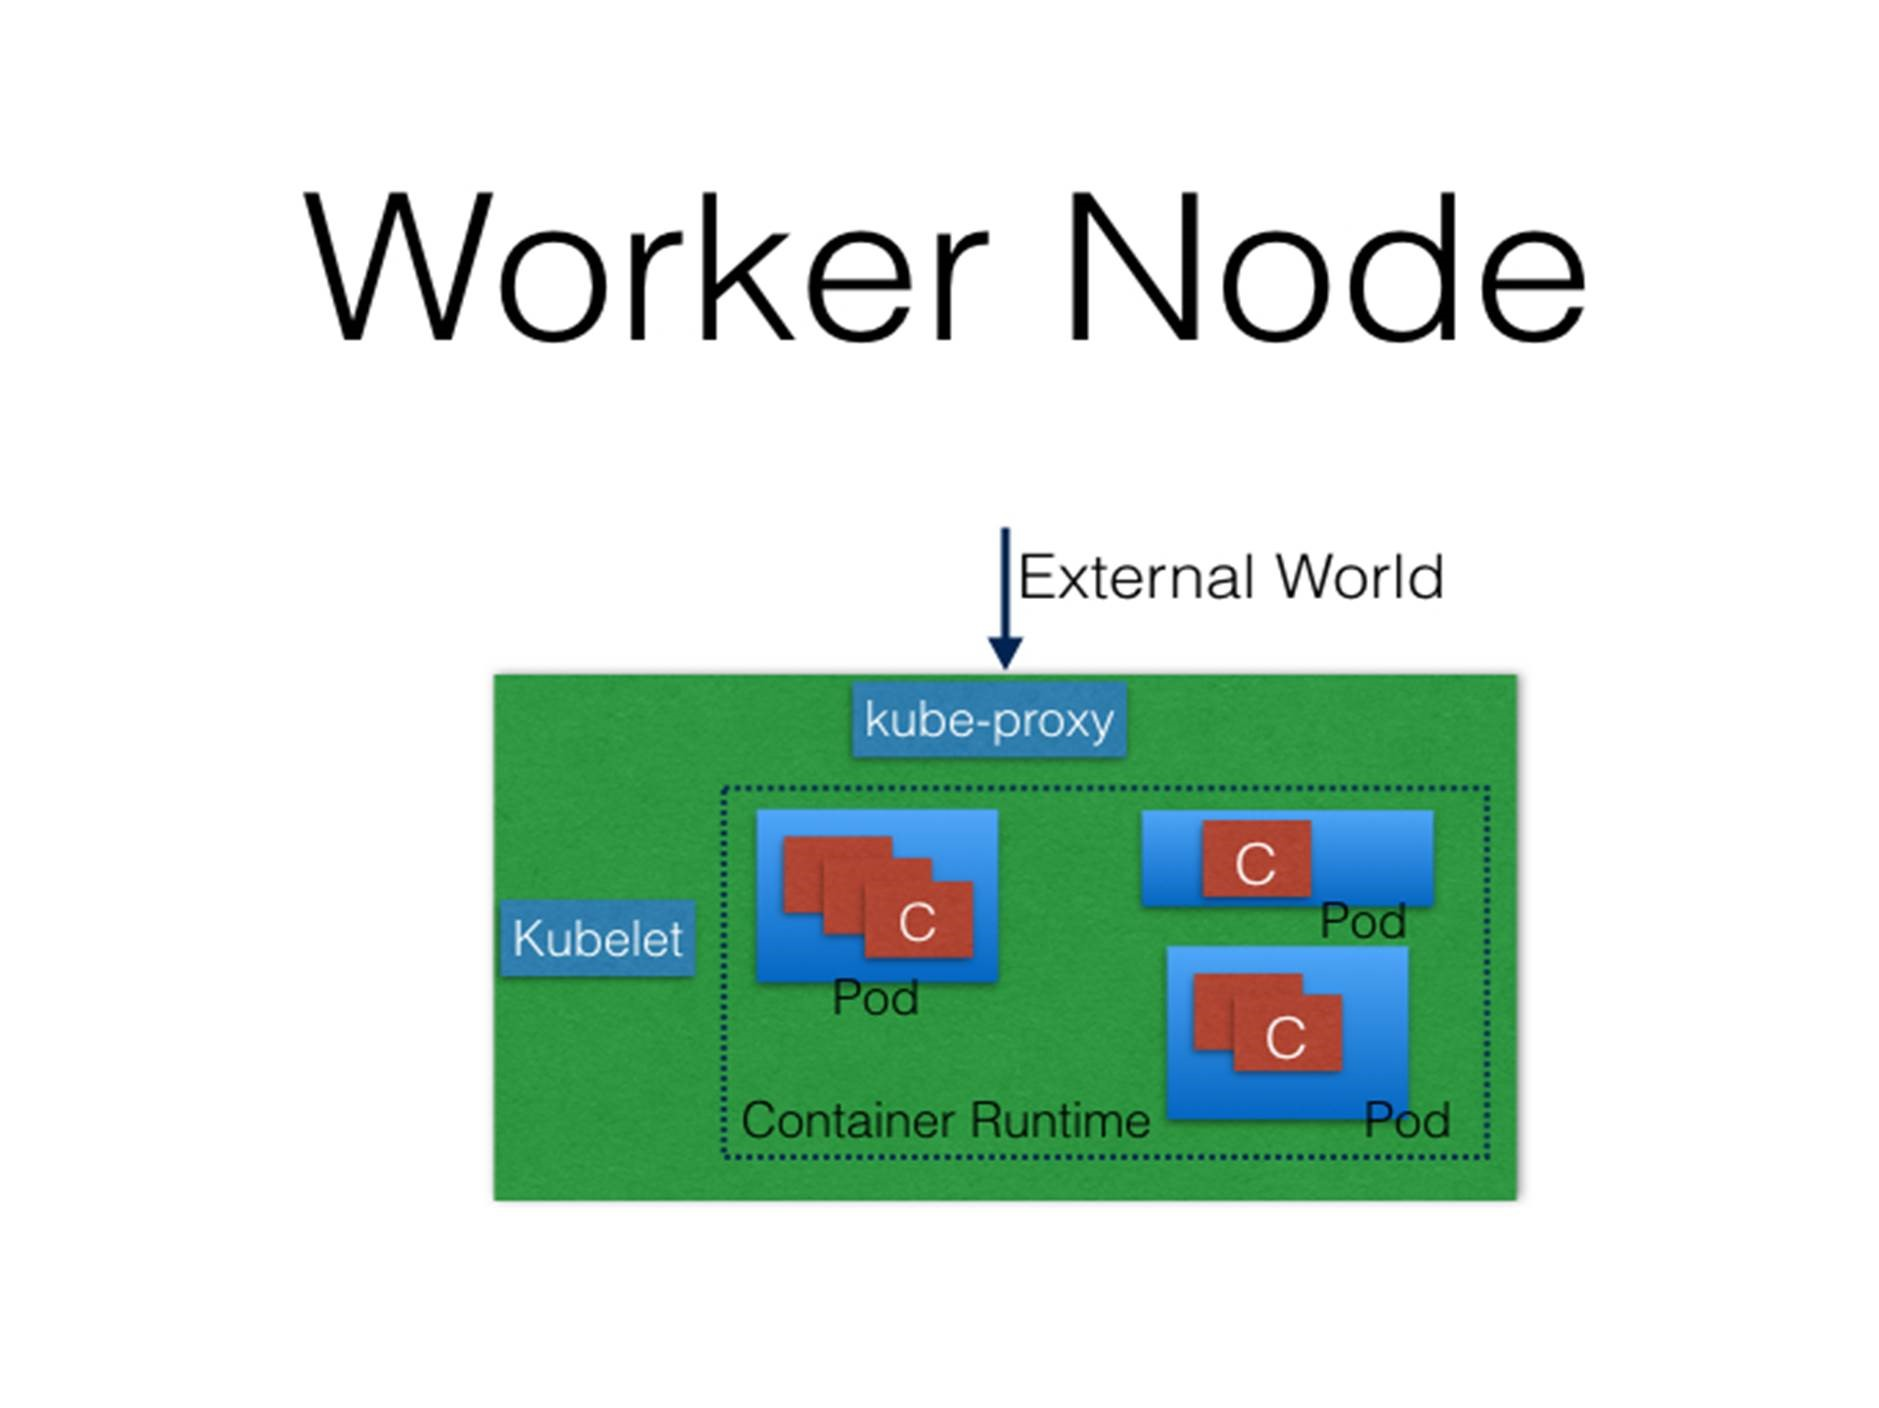 Worker Node
External World
kube-proxy
C
C
Pod
Kubelet
C
Pod
C
Container Runtime
Pod